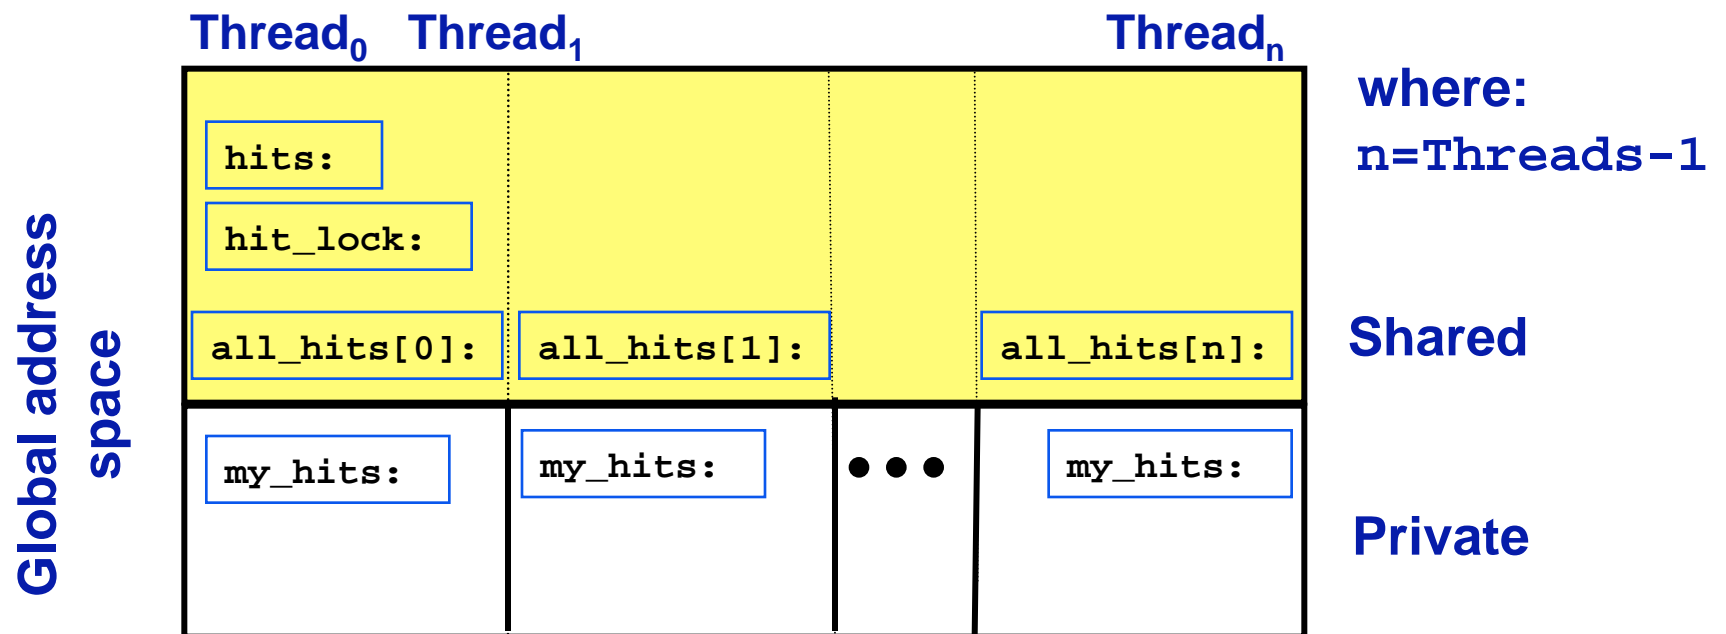 Thread0 Thread1 Threadn
where:
n=Threads-1
hits:
hit_lock:
all_hits[0]: all_hits[1]: all_hits[n]:
Shared
my_hits: my_hits: ●●● my_hits:
Private
Global address
space